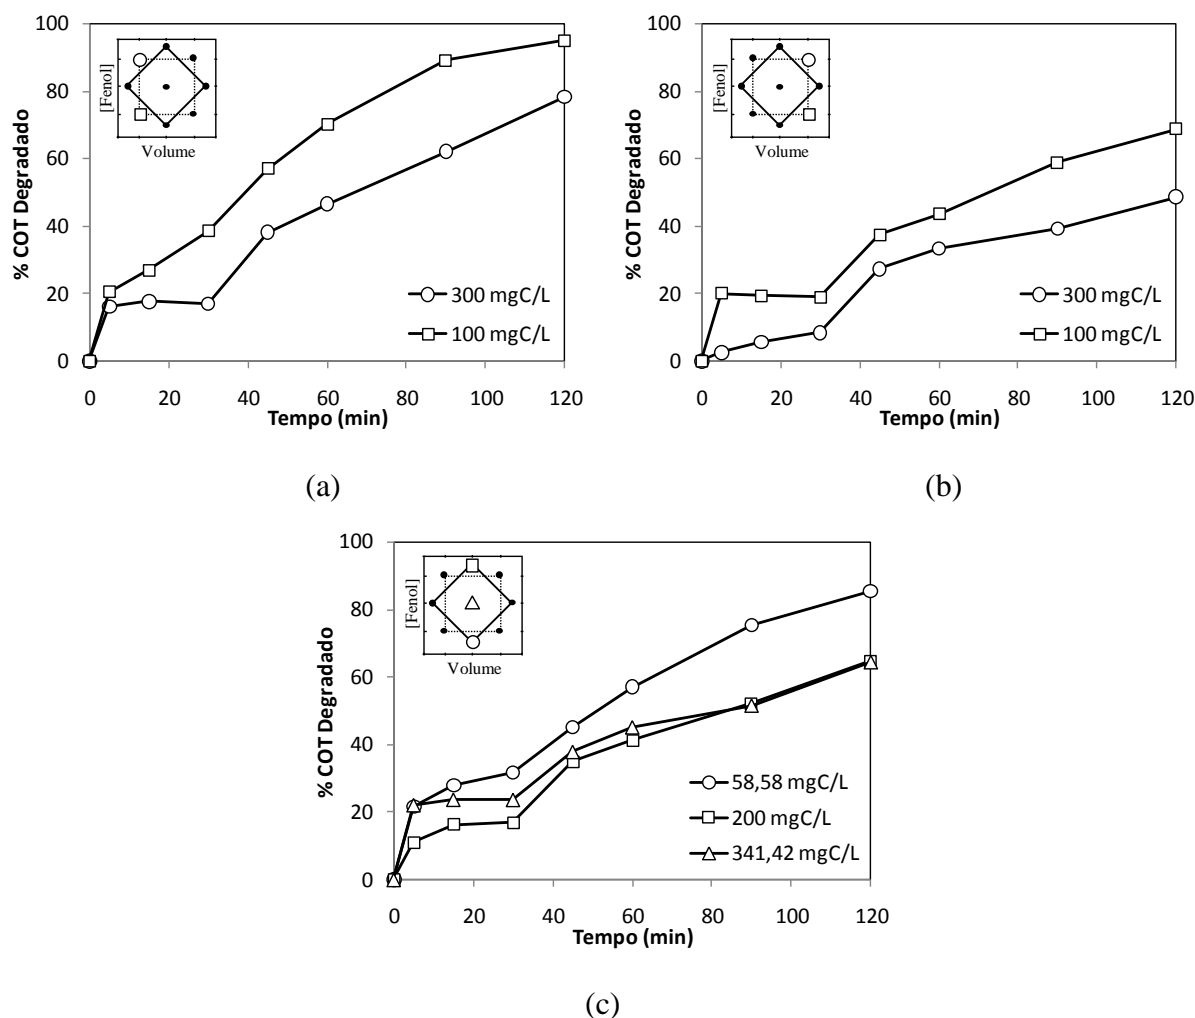 % COT Degradado
100
80
60
40
20
0
[Fenol]
Volume
300 mgC/L
100 mgC/L
0 20 40 60 80 100 120
Tempo (min)
(a)
% COT Degradado
100
80
60
40
20
0
[Fenol]
Volume
300 mgC/L
100 mgC/L
0 20 40 60 80 100 120
Tempo (min)
(b)
% COT Degradado
100
80
60
40
20
0
[Fenol]
Volume
58,58 mgC/L
200 mgC/L
341,42 mgC/L
0 20 40 60 80 100 120
Tempo (min)
(c)